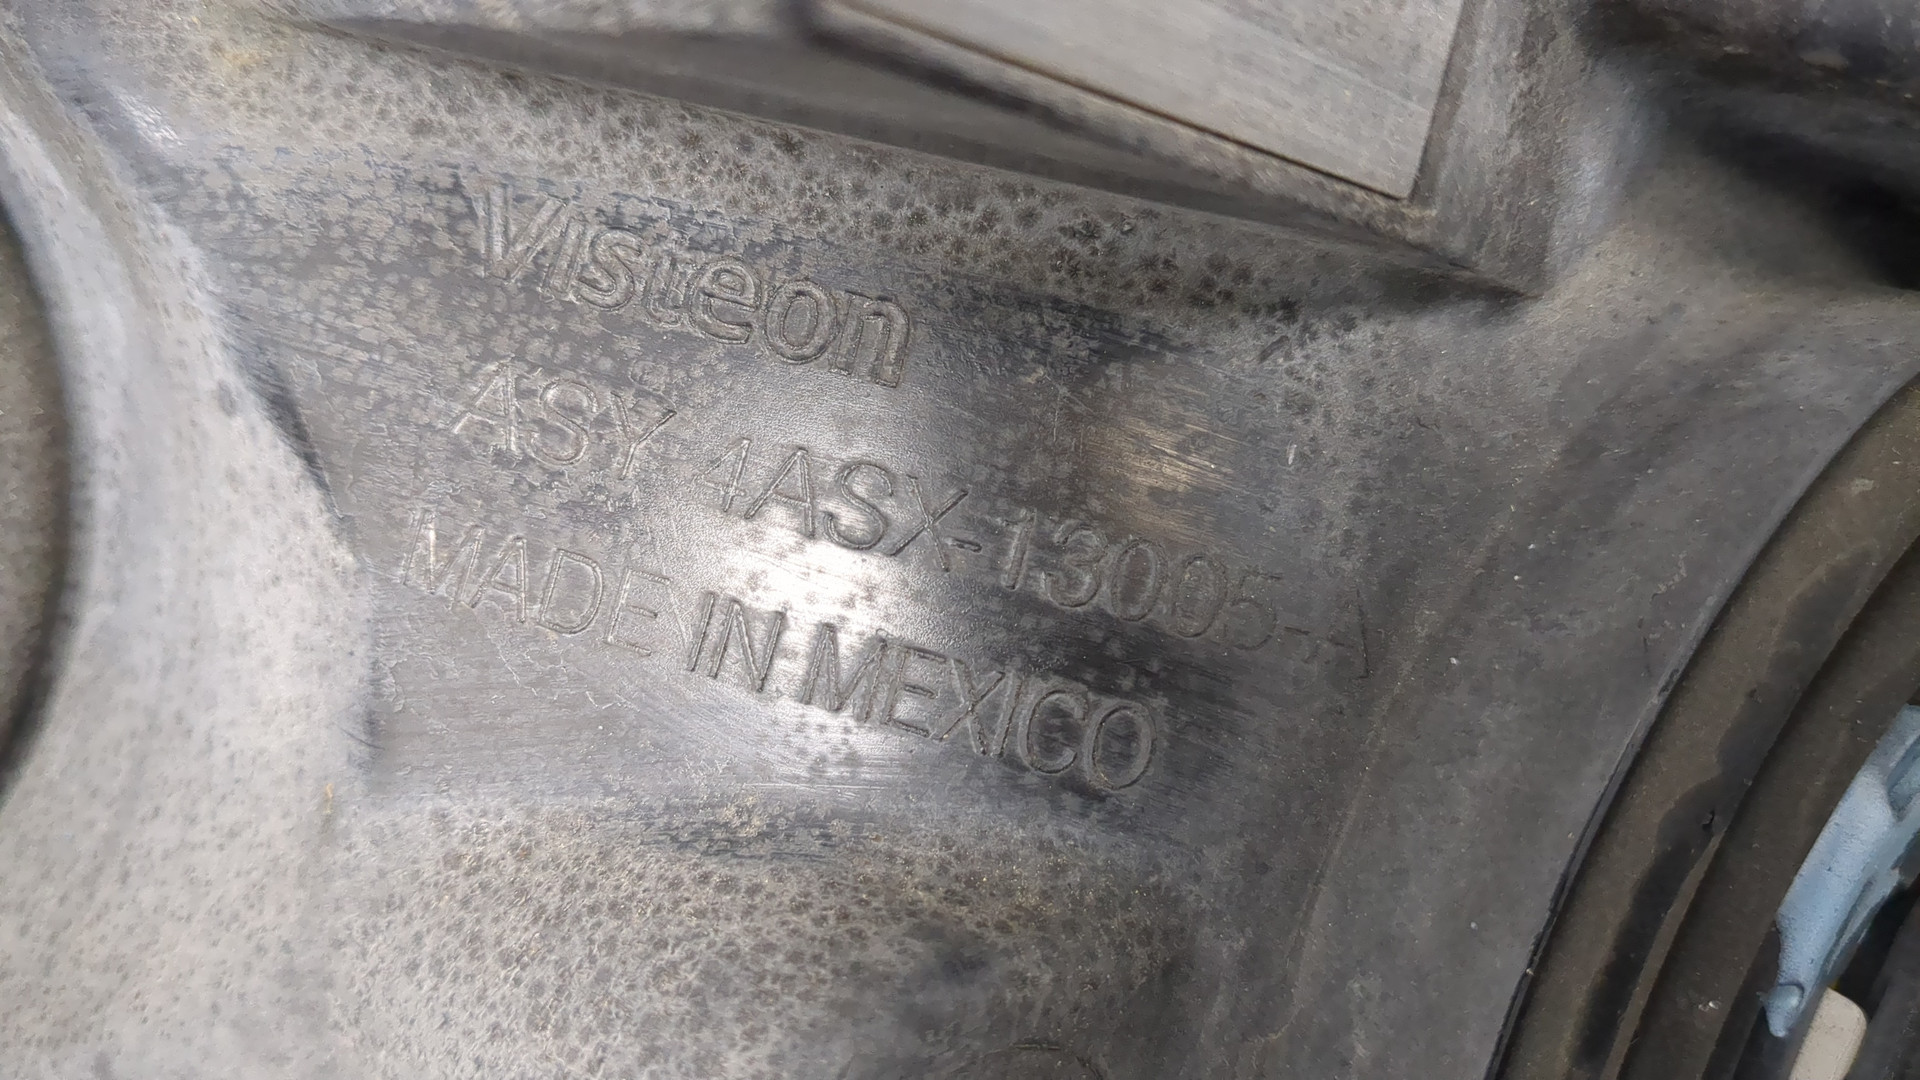 Visteon
ASY 4ASX-13005-A
MADE IN MEXICO